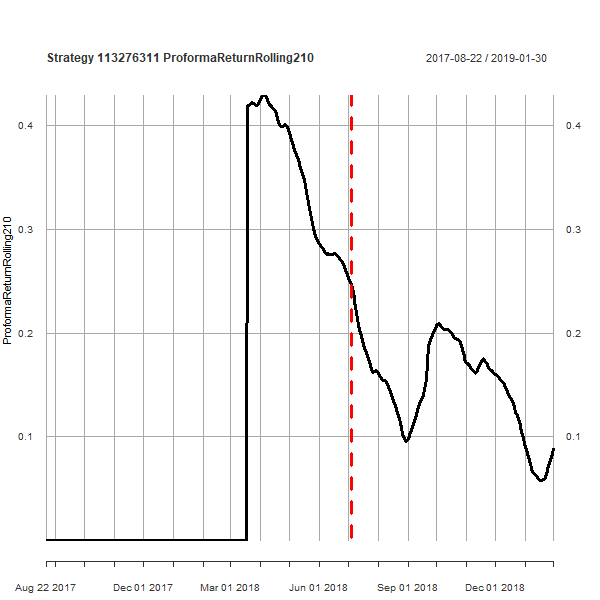 Strategy 113276311 ProformaReturnRolling210
2017-08-22 / 2019-01-30
ProformaReturnRolling210
0.4
0.4
0.3
0.3
0.2
0.2
0.1
0.1
Aug 22 2017
Dec 01 2017
Mar 01 2018
Jun 01 2018
Sep 01 2018
Dec 01 2018